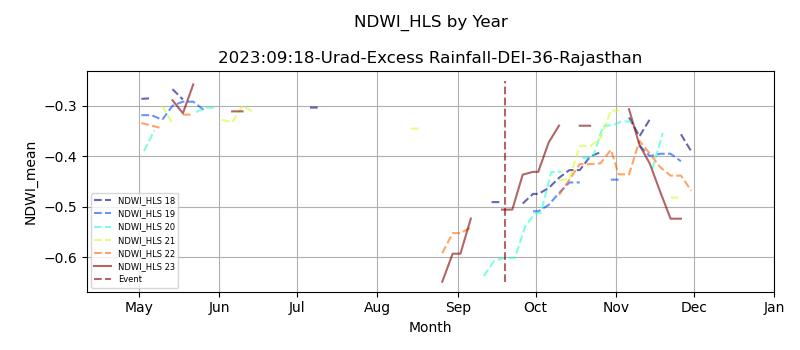 NDWI_HLS by Year
2023:09:18-Urad-Excess Rainfall-DEI-36-Rajasthan
NDWI_mean
−0.3
−0.4
−0.5
−0.6
NDWI_HLS 18
NDWI_HLS 19
NDWI_HLS 20
NDWI_HLS 21
NDWI_HLS 22
NDWI_HLS 23
Event
May Jun Jul Aug Sep Oct Nov Dec Jan
Month